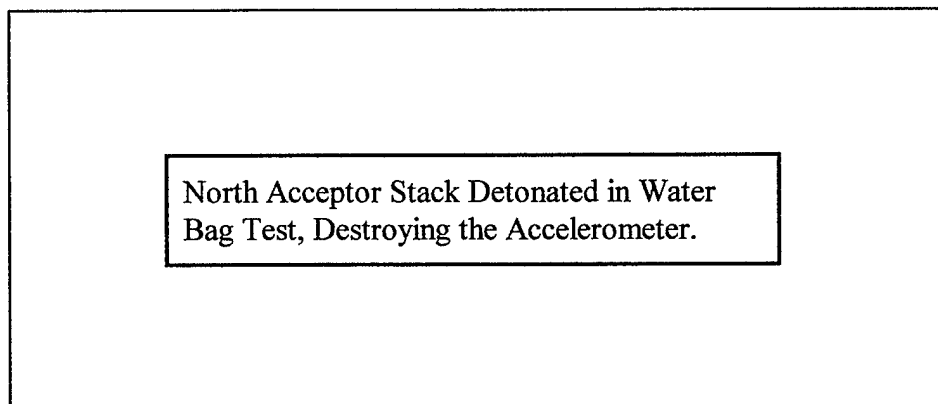 North Acceptor Stack Detonated in Water
Bag Test, Destroying the Accelerometer.